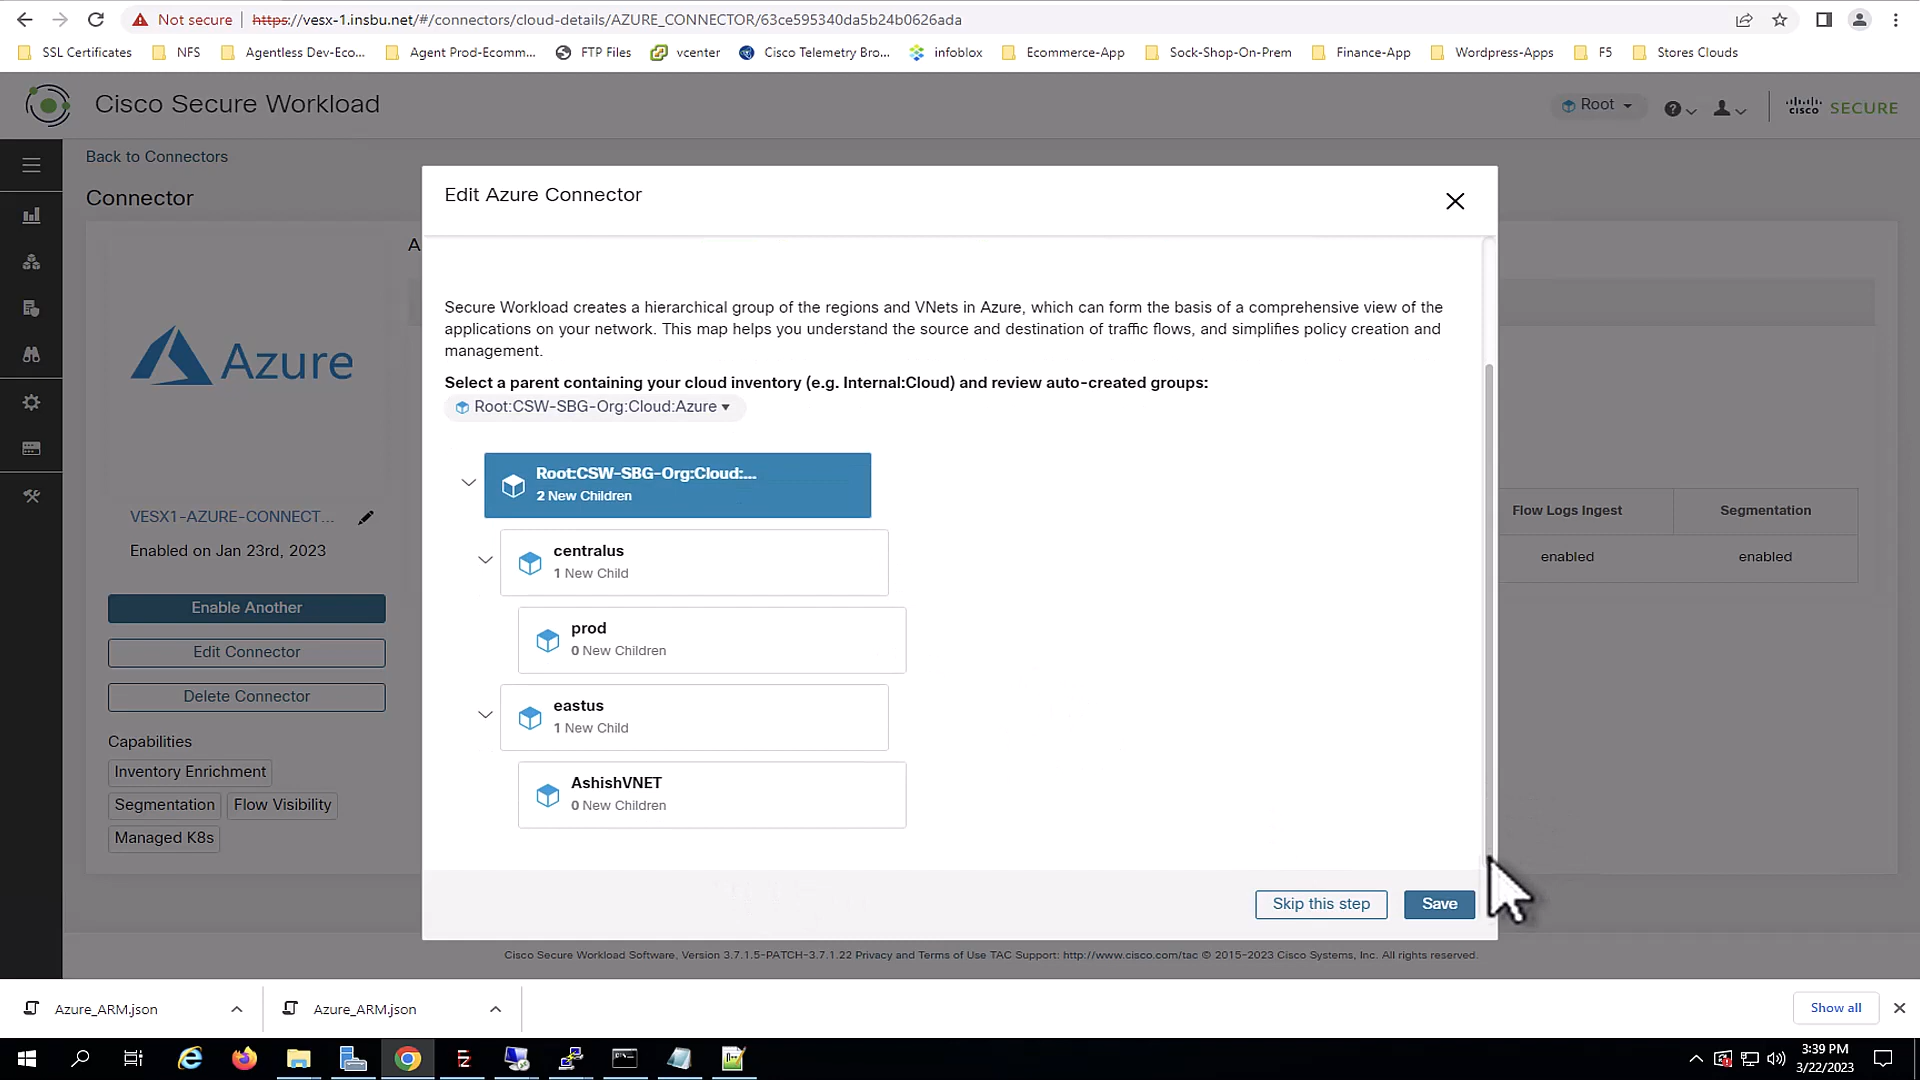 Not secure
https://vesx-1.insbu.net/#/connectors/cloud-details/AZURE_CONNECTOR/63ce595340da5b24b0626ada
SSL Certificates
NFS
Agentless Dev-Eco...
Agent Prod-Ecomm...
FTP Files
vcenter
Cisco Telemetry Bro...
infoblox
Ecommerce-App
Sock-Shop-On-Prem
Finance-App
Wordpress-Apps
F5
Stores Clouds
Cisco Secure Workload
Root
cisco SECURE
Back to Connectors
Connector
A
Azure
VESX1-AZURE-CONNECT...
Enabled on Jan 23rd, 2023
Enable Another
Edit Connector
Delete Connector
Capabilities
Inventory Enrichment
Segmentation
Flow Visibility
Managed K8s
Edit Azure Connector
Secure Workload creates a hierarchical group of the regions and VNets in Azure, which can form the basis of a comprehensive view of the
applications on your network. This map helps you understand the source and destination of traffic flows, and simplifies policy creation and
management.
Select a parent containing your cloud inventory (e.g. Internal:Cloud) and review auto-created groups:
Root:CSW-SBG-Org:Cloud:Azure
Root:CSW-SBG-Org:Cloud:...
2 New Children
centralus
1 New Child
prod
0 New Children
eastus
1 New Child
AshishVNET
0 New Children
Skip this step
Save
Flow Logs Ingest
Segmentation
enabled
enabled
Cisco Secure Workload Software, Version 3.7.1.5-PATCH-3.7.1.22 Privacy and Terms of Use TAC Support: http://www.cisco.com/tac © 2015-2023 Cisco Systems, Inc. All rights reserved.
Azure_ARM.json
Azure_ARM.json
Show all
3:39 PM
3/22/2023